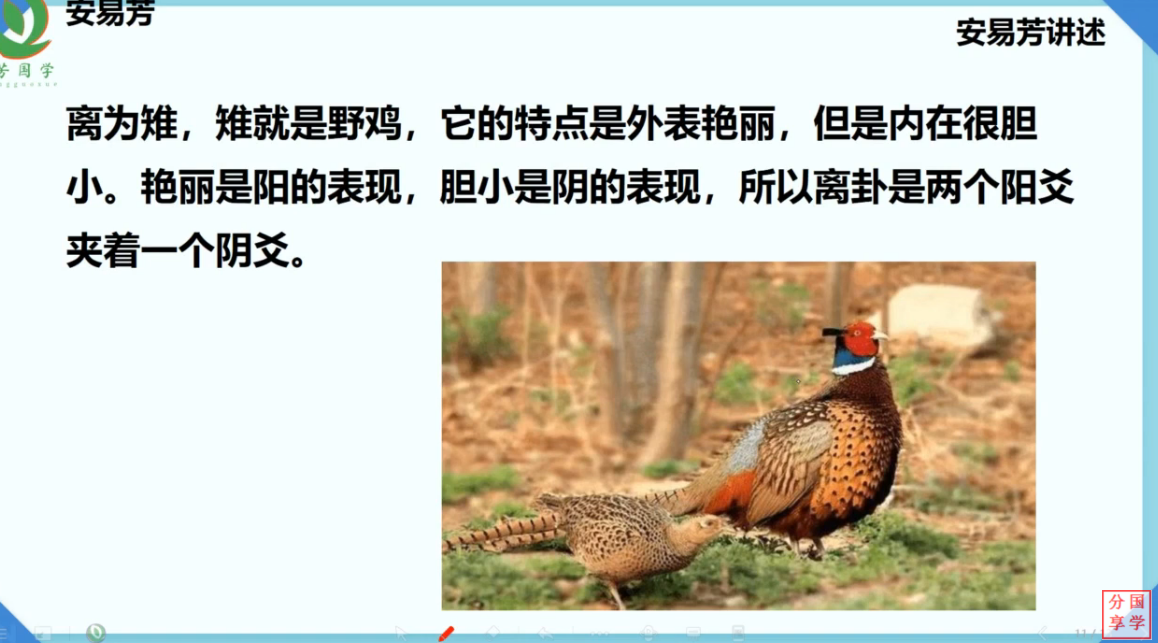 安易芳
安易芳讲述
芳国学
离为雉，雉就是野鸡，它的特点是外表艳丽，但是内在很胆
小。艳丽是阳的表现，胆小是阴的表现，所以离卦是两个阳爻
夹着一个阴爻。
分国
享学